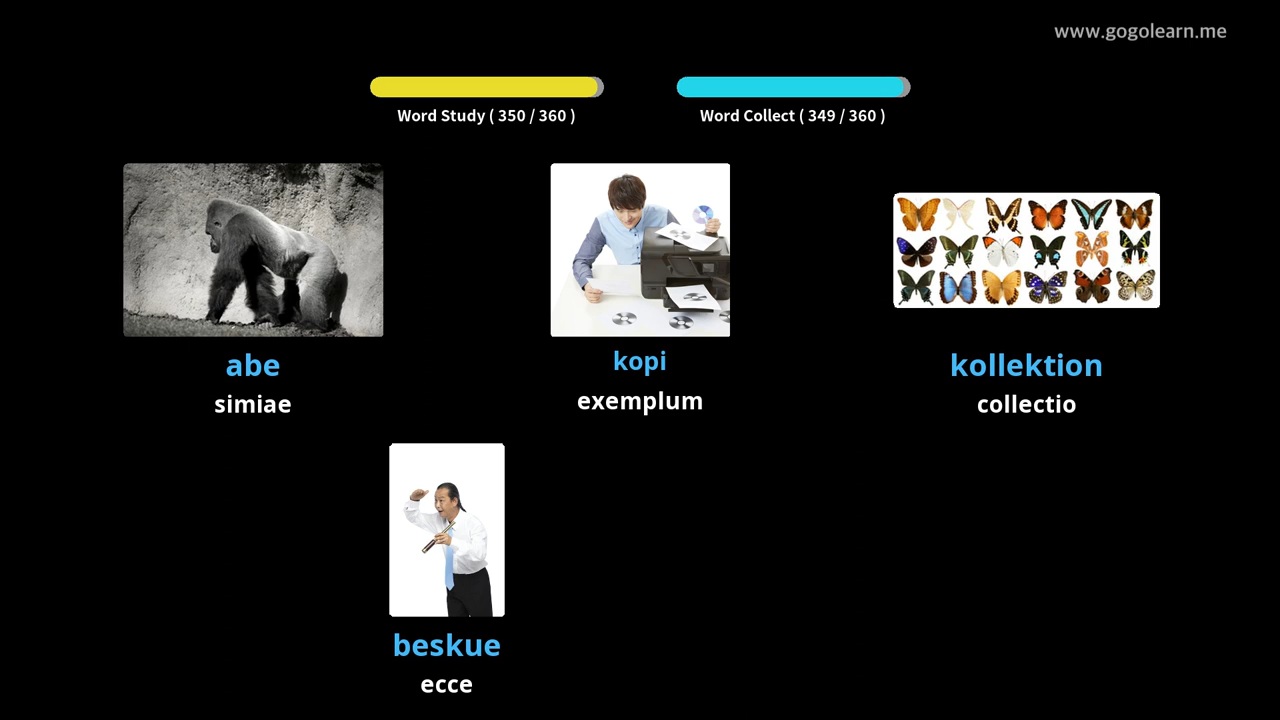 www.gogolearn.me
Word Study ( 350 / 360 )
Word Collect ( 349 / 360 )
abe
simiae
kopi
exemplum
kollektion
collectio
beskue
ecce